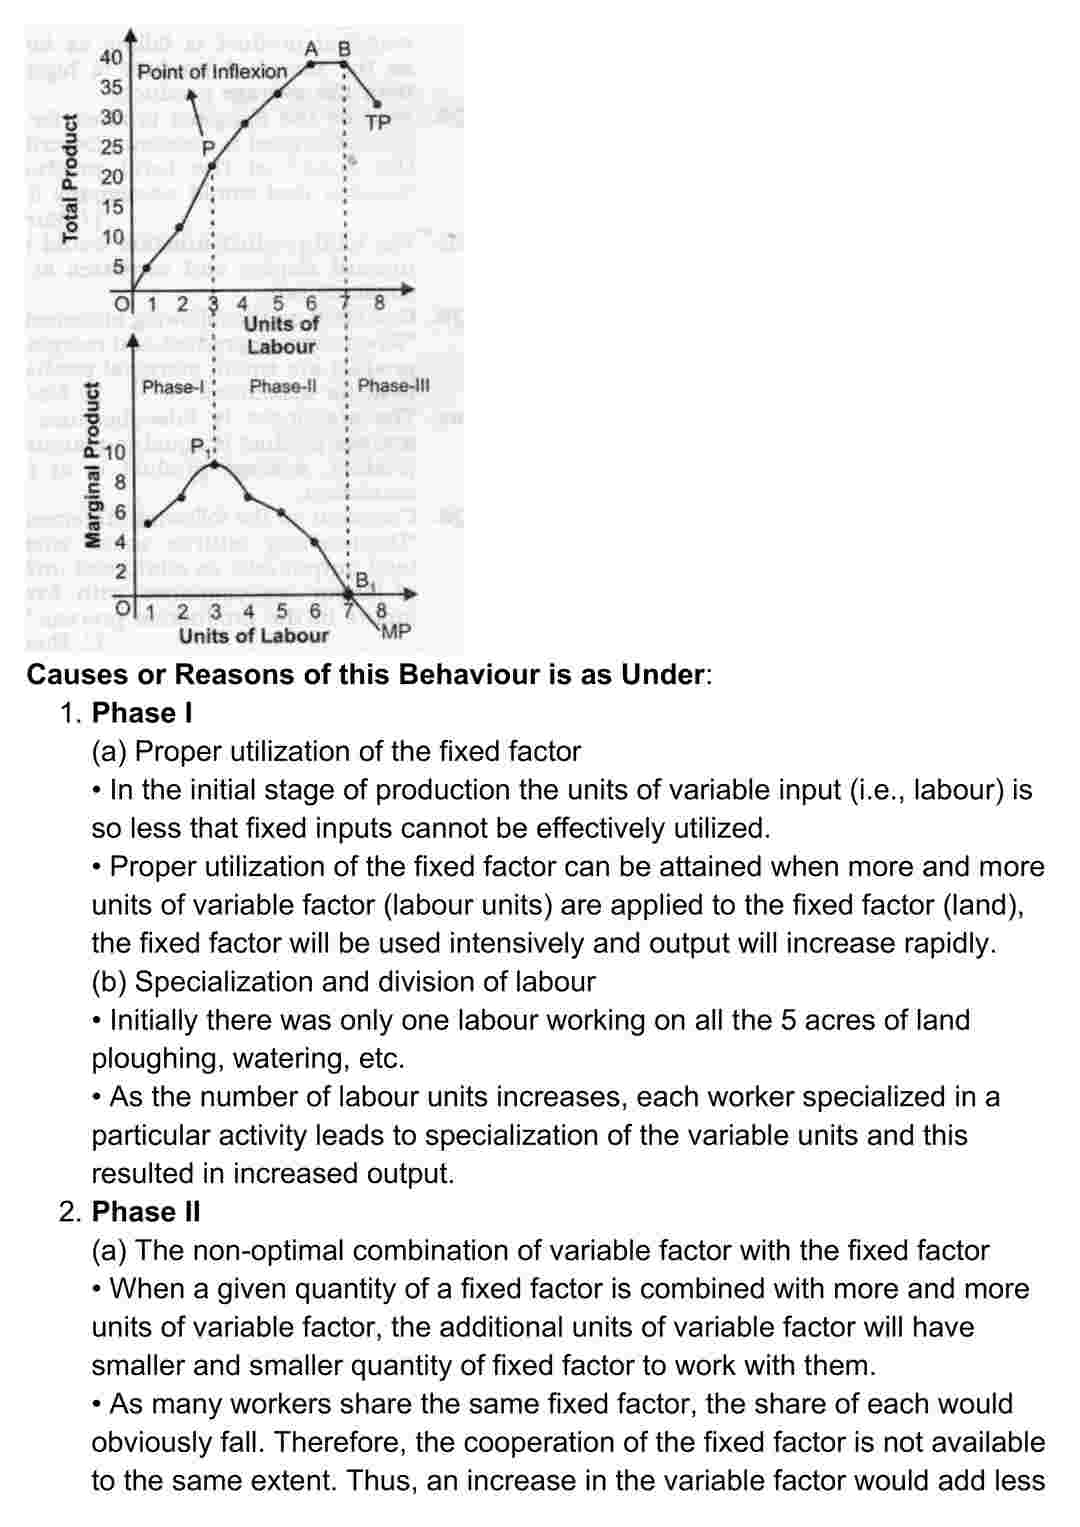 40
35
30
25
20
15
10
5
Total Product
Point of Inflexion
A B
P
TP
O 1 2 3 4 5 6 7 8
Units of
Labour
Phase-I Phase-II Phase-III
Marginal Product
10
8
6
4
2
P1
B1
O 1 2 3 4 5 6 7 8
Units of Labour
MP
Causes or Reasons of this Behaviour is as Under:
1. Phase I
(a) Proper utilization of the fixed factor
• In the initial stage of production the units of variable input (i.e., labour) is
so less that fixed inputs cannot be effectively utilized.
• Proper utilization of the fixed factor can be attained when more and more
units of variable factor (labour units) are applied to the fixed factor (land),
the fixed factor will be used intensively and output will increase rapidly.
(b) Specialization and division of labour
• Initially there was only one labour working on all the 5 acres of land
ploughing, watering, etc.
• As the number of labour units increases, each worker specialized in a
particular activity leads to specialization of the variable units and this
resulted in increased output.
2. Phase II
(a) The non-optimal combination of variable factor with the fixed factor
• When a given quantity of a fixed factor is combined with more and more
units of variable factor, the additional units of variable factor will have
smaller and smaller quantity of fixed factor to work with them.
• As many workers share the same fixed factor, the share of each would
obviously fall. Therefore, the cooperation of the fixed factor is not available
to the same extent. Thus, an increase in the variable factor would add less